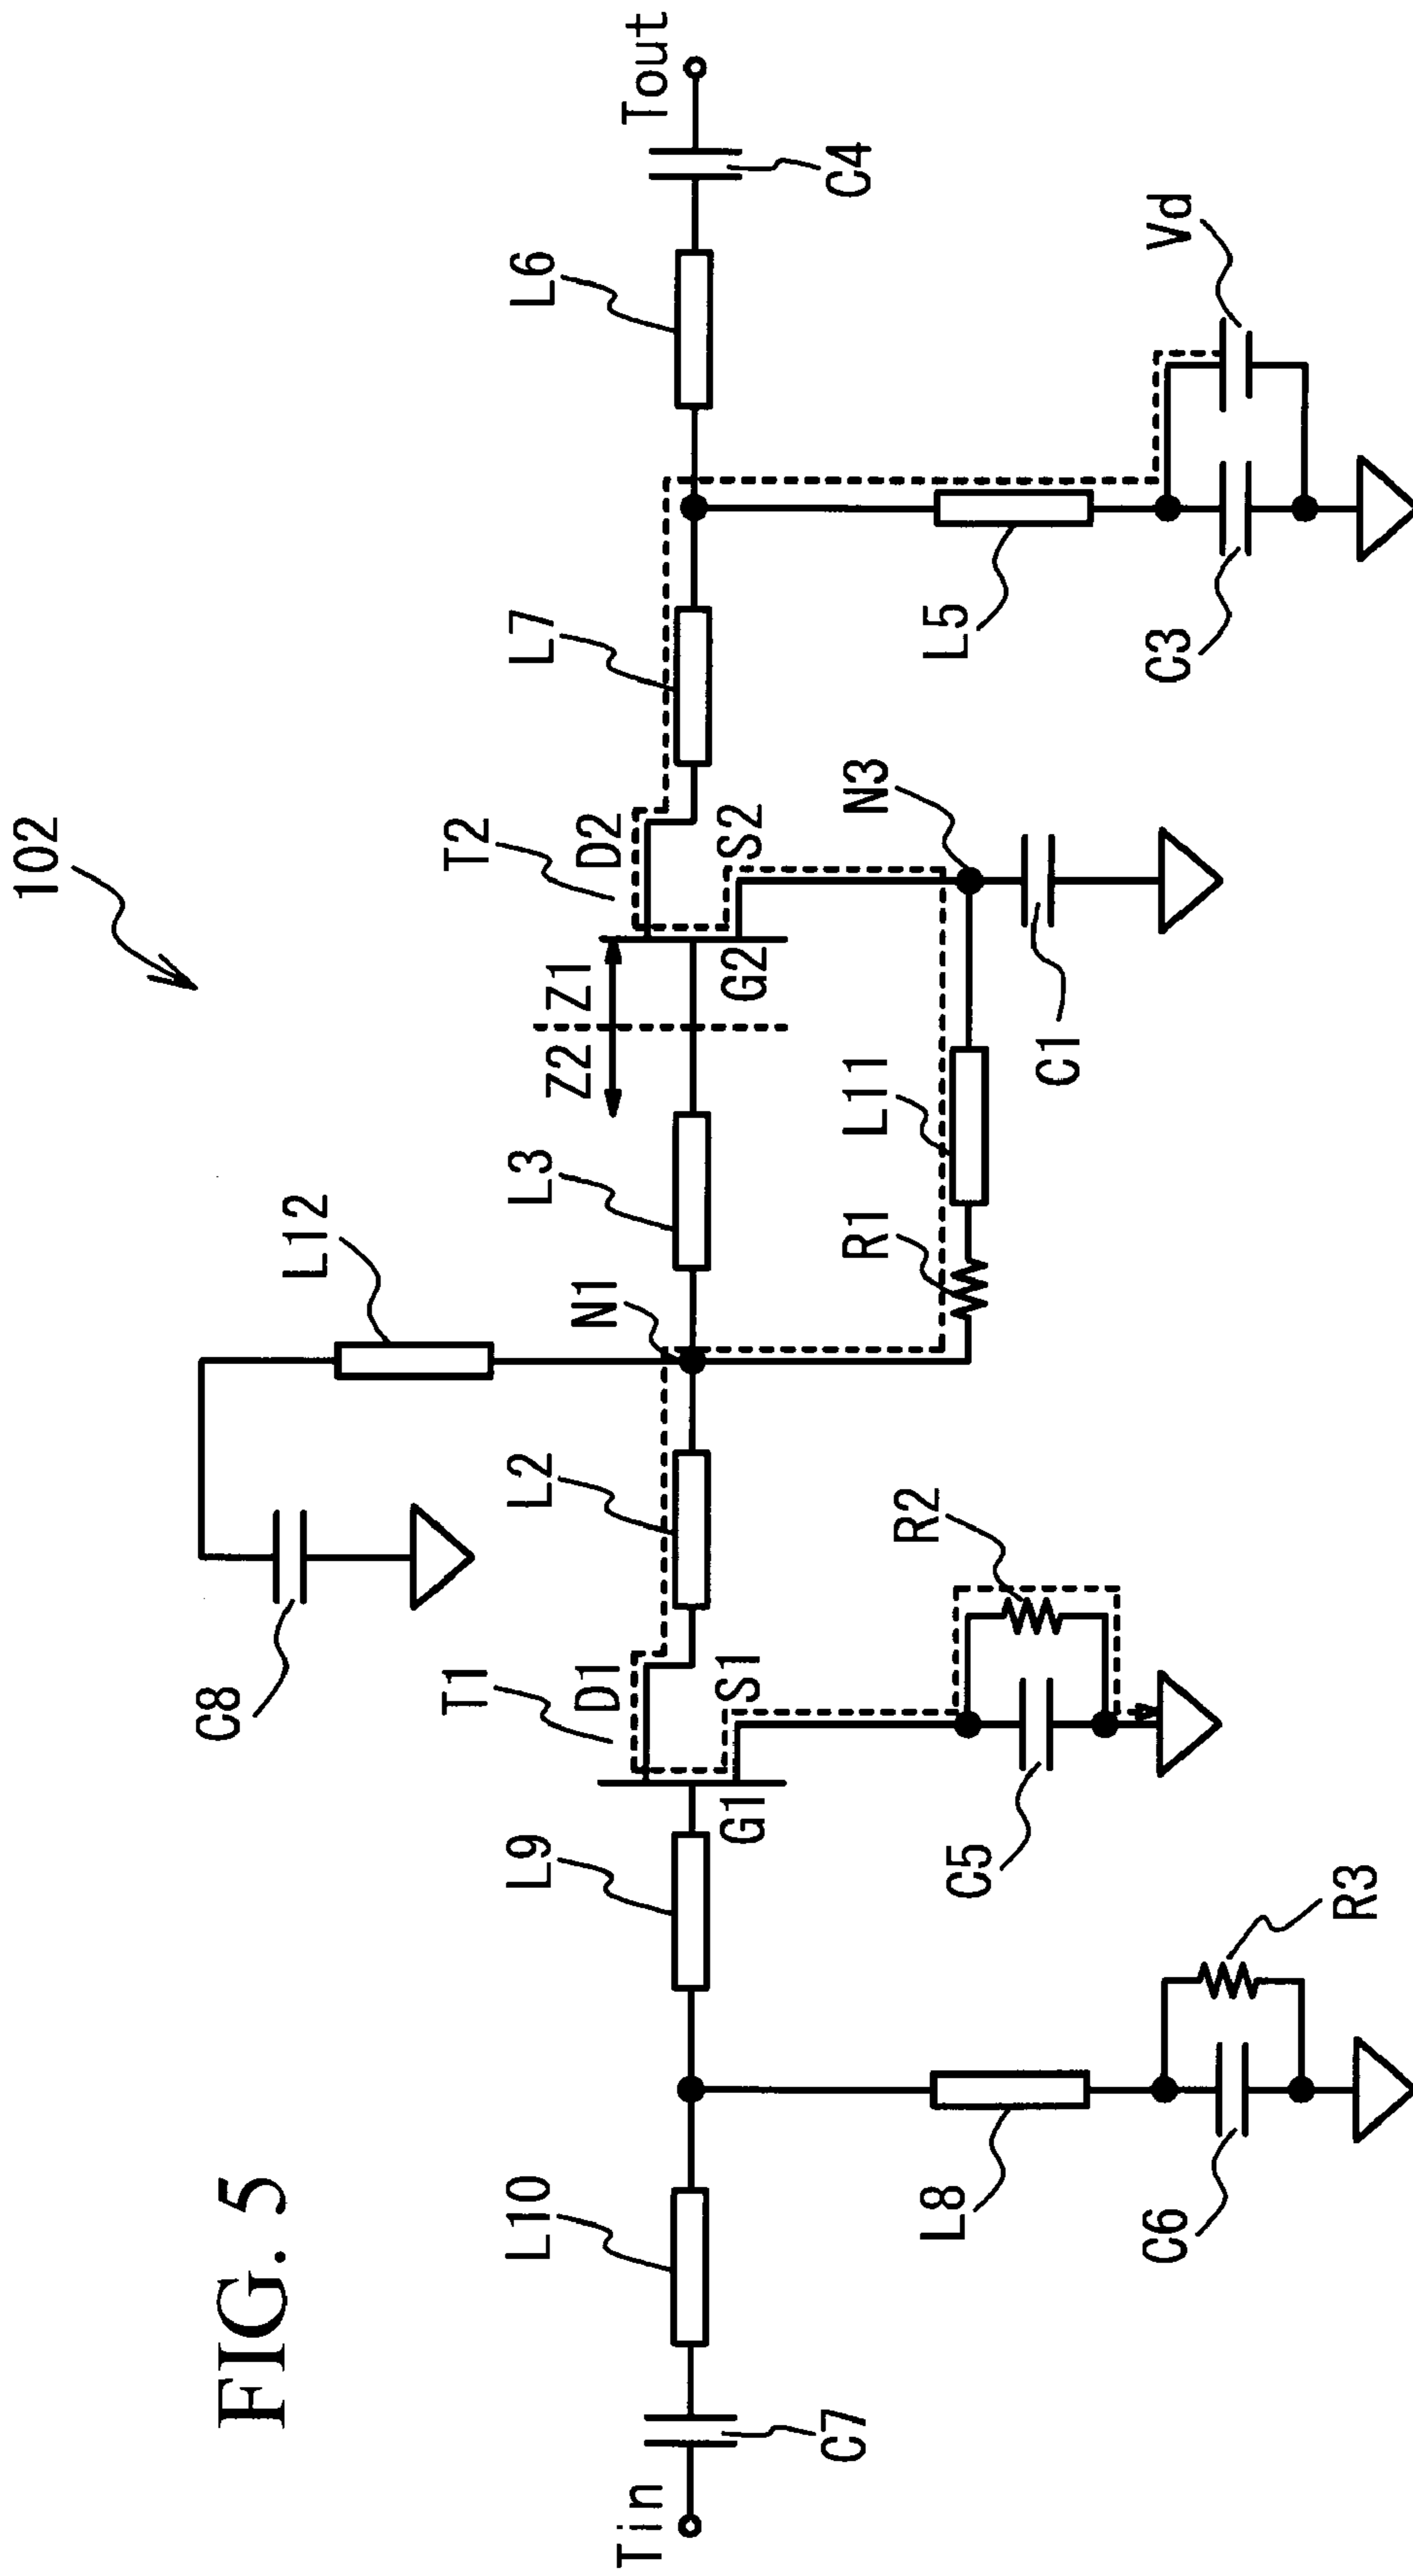 FIG. 5
102
Tin
C7
L10
L8
C6
R3
L9
G1
T1
D1
S1
C5
R2
L2
C8
L12
N1
L3
Z2
Z1
R1
L11
G2
T2
D2
S2
N3
C1
L7
L5
C3
Vd
L6
C4
Tout